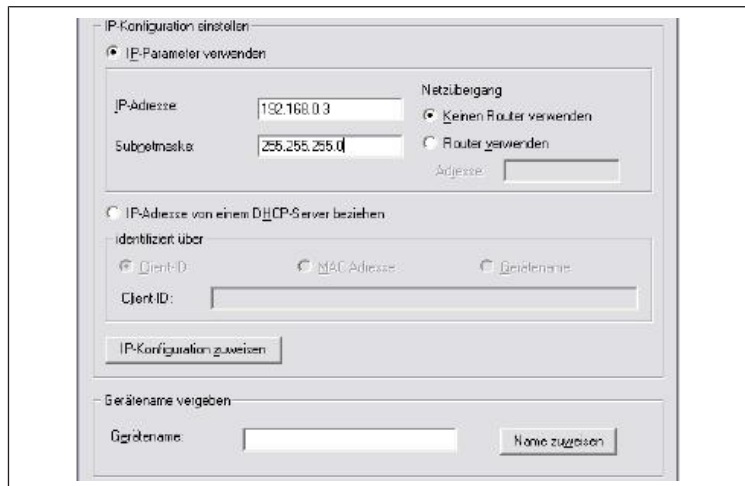 IP-Konfiguration einstellen
IP-Parameter verwenden
IP-Adresse:
192.168.0.3
Subnetmaske:
255.255.255.0
Netzübergang
Keinen Router verwenden
Router verwenden
Adresse:
IP-Adresse von einem DHCP-Server beziehen
identifiziert über
Client-ID
MAC Adresse
Gerätename
Client-ID:
IP-Konfiguration zuweisen
Gerätename vergeben
Gerätename:
Name zuweisen